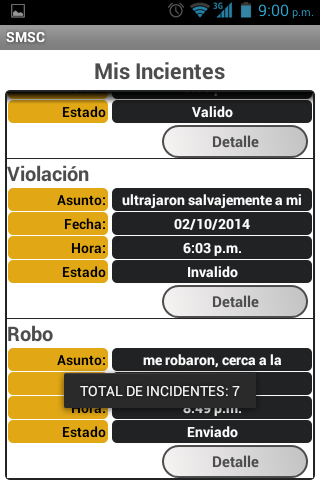 3G 9:00 p.m.
SMSC
Mis Incientes
Estado Valido
Detalle
Violación
Asunto: ultrajaron salvajemente a mi
Fecha: 02/10/2014
Hora: 6:03 p.m.
Estado Invalido
Detalle
Robo
Asunto: me robaron, cerca a la
TOTAL DE INCIDENTES: 7
Hora: 8:49 p.m.
Estado Enviado
Detalle